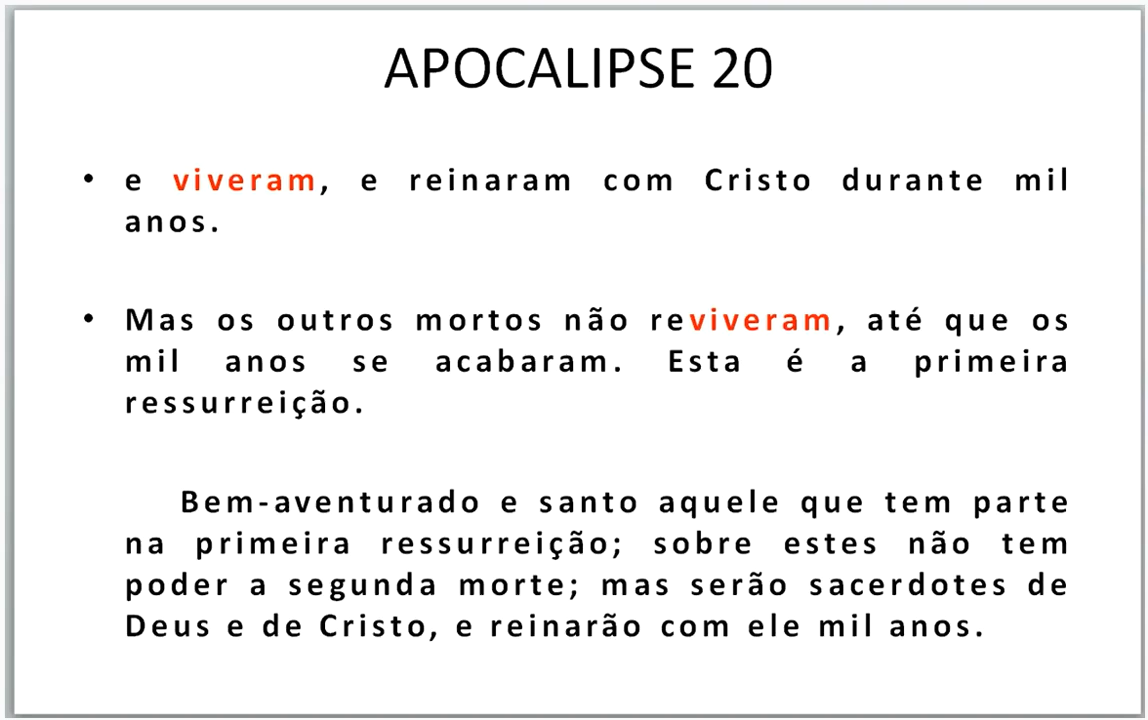 APOCALIPSE 20
• e viveram, e reinaram com Cristo durante mil
anos.
• Mas os outros mortos não reviveram, até que os
mil anos se acabaram. Esta é a primeira
ressurreição.
Bem-aventurado e santo aquele que tem parte
na primeira ressurreição; sobre estes não tem
poder a segunda morte; mas serão sacerdotes de
Deus e de Cristo, e reinarão com ele mil anos.